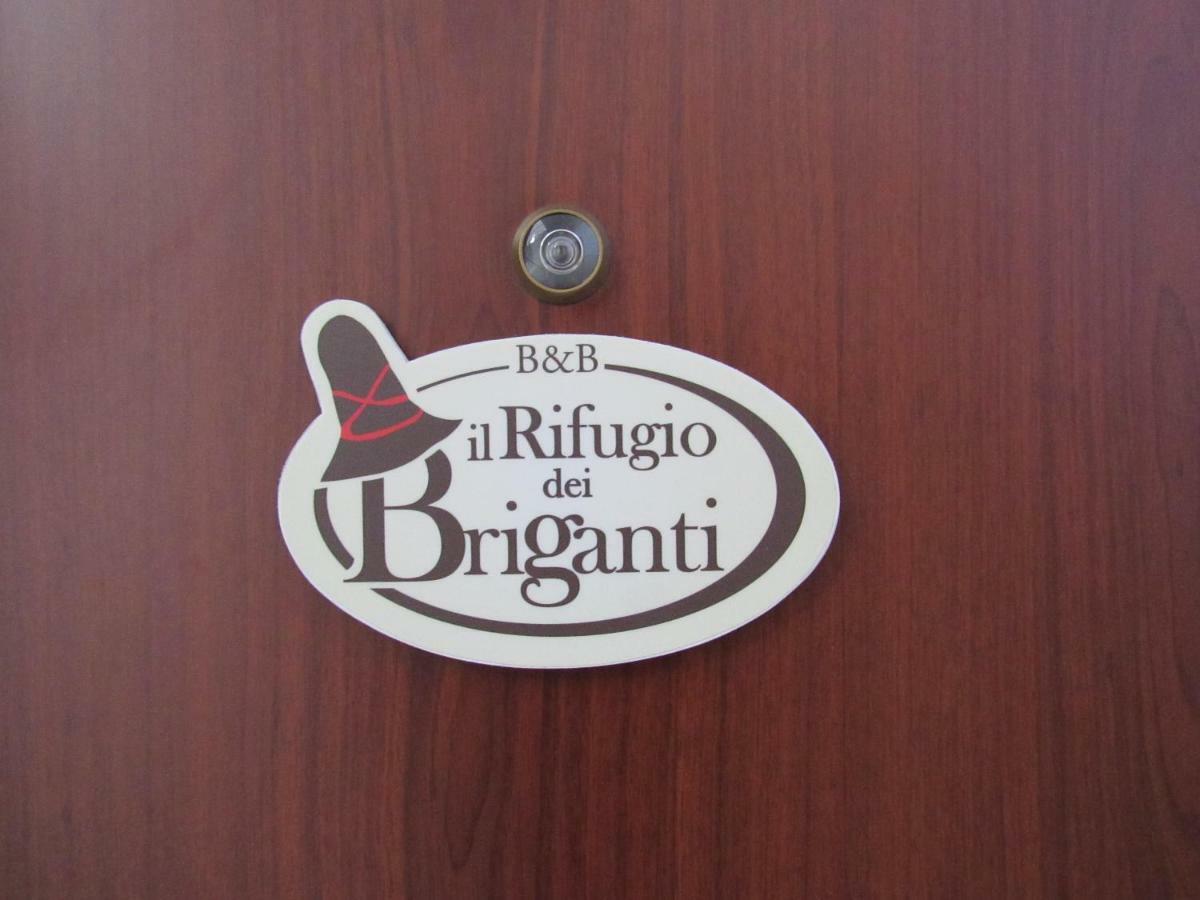 B&B
il Rifugio
dei
Briganti